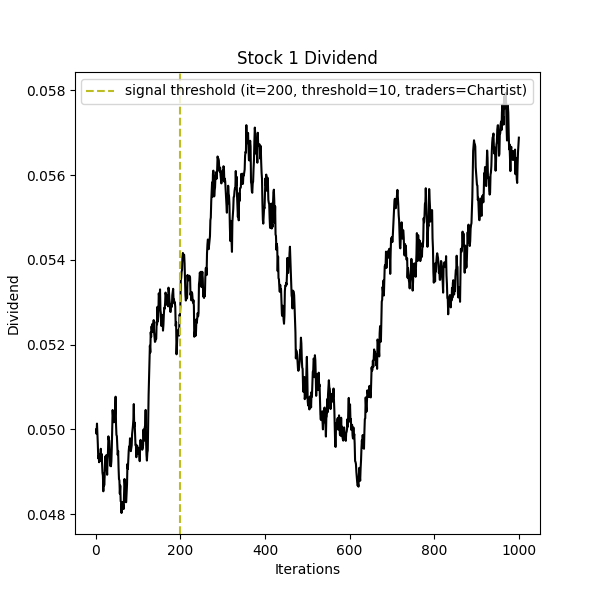 Stock 1 Dividend
signal threshold (it=200, threshold=10, traders=Chartist)
0.058
0.056
0.054
0.052
0.050
0.048
Dividend
0 200 400 600 800 1000
Iterations